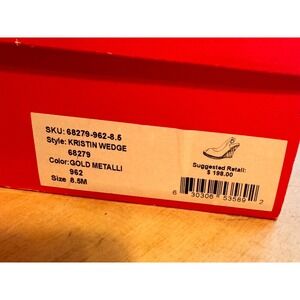 SKU: 68279-962-8.5
Style: KRISTIN WEDGE
68279
Color: GOLD METALLI
962
Size 8.5M
Suggested Retail:
$ 198.00
6 30306 53589 2